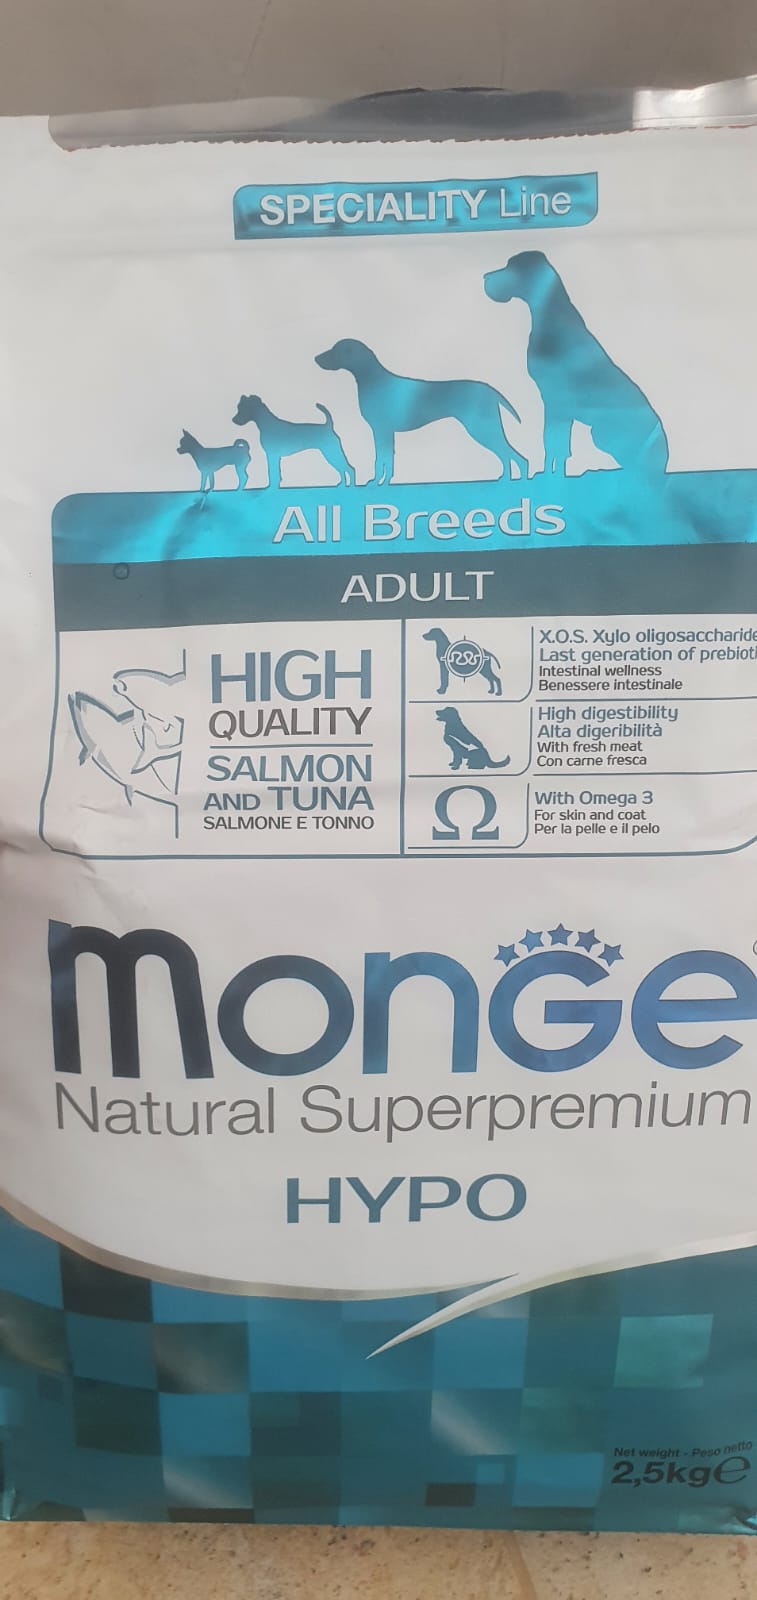 SPECIALITY Line
All Breeds
ADULT
HIGH
QUALITY
SALMON
AND TUNA
SALMONE E TONNO
X.O.S. Xylo oligosaccharide
Last generation of prebioti
Intestinal wellness
Benessere intestinale
High digestibility
Alta digeribilità
With fresh meat
Con carne fresca
Ω
With Omega 3
For skin and coat
Per la pelle e il pelo
monGe
Natural Superpremium
HYPO
Net weight - Peso netto
2,5kg℮